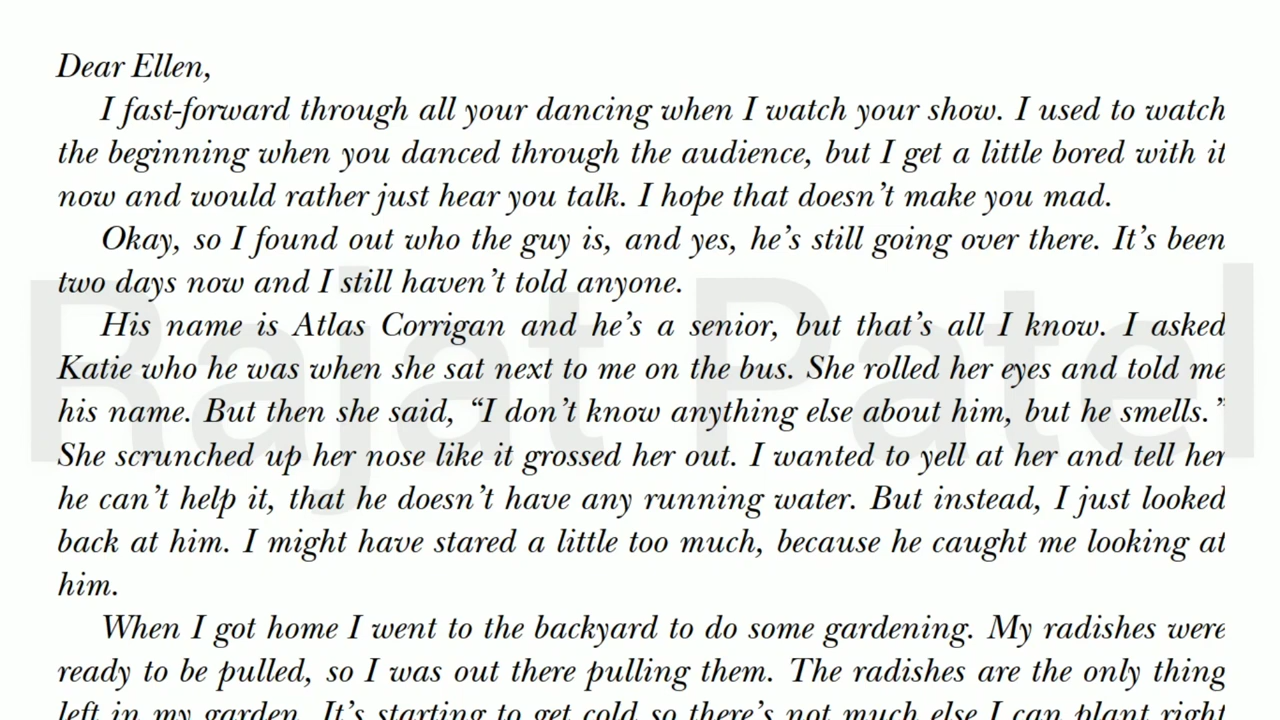 Dear Ellen,
I fast-forward through all your dancing when I watch your show. I used to watch
the beginning when you danced through the audience, but I get a little bored with it
now and would rather just hear you talk. I hope that doesn’t make you mad.
Okay, so I found out who the guy is, and yes, he’s still going over there. It’s been
two days now and I still haven’t told anyone.
His name is Atlas Corrigan and he’s a senior, but that’s all I know. I asked
Katie who he was when she sat next to me on the bus. She rolled her eyes and told me
his name. But then she said, “I don’t know anything else about him, but he smells.”
She scrunched up her nose like it grossed her out. I wanted to yell at her and tell her
he can’t help it, that he doesn’t have any running water. But instead, I just looked
back at him. I might have stared a little too much, because he caught me looking at
him.
When I got home I went to the backyard to do some gardening. My radishes were
ready to be pulled, so I was out there pulling them. The radishes are the only thing
left in my garden. It’s starting to get cold so there’s not much else I can plant right
Rajat Patel